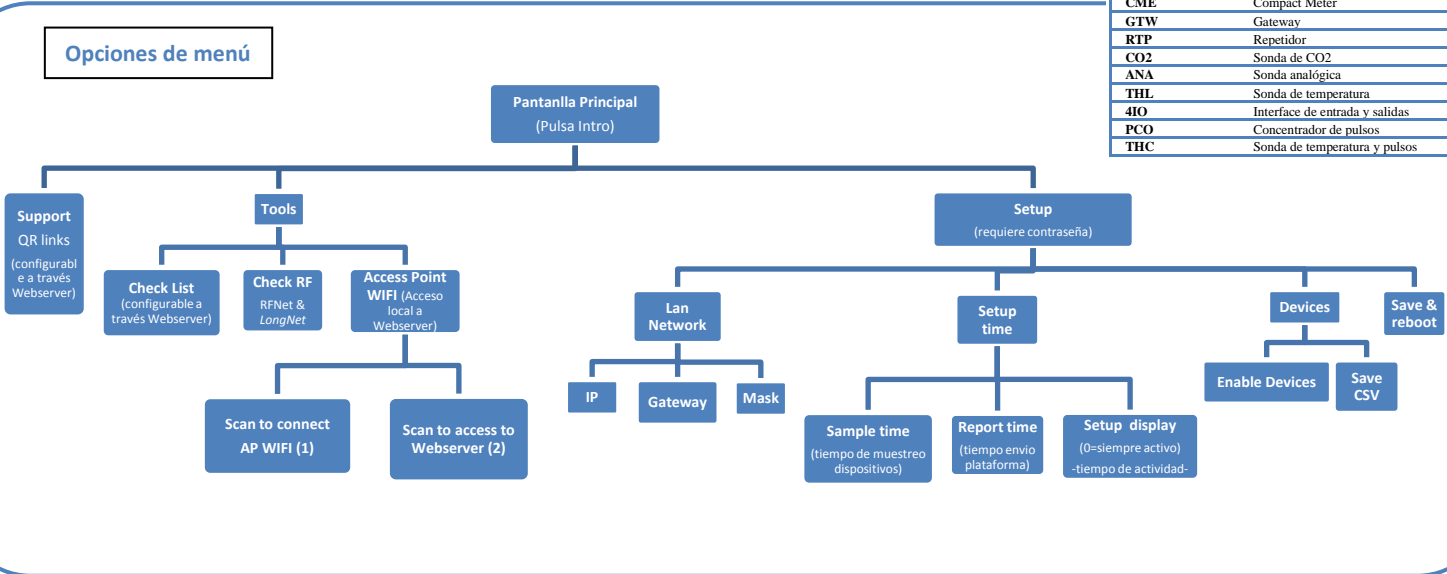 CME Compact Meter
GTW Gateway
RTP Repetidor
CO2 Sonda de CO2
ANA Sonda analógica
THL Sonda de temperatura
4IO Interface de entrada y salidas
PCO Concentrador de pulsos
THC Sonda de temperatura y pulsos
Opciones de menú
Pantanlla Principal
(Pulsa Intro)
Support
QR links
(configurabl
e a través
Webserver)
Tools
Setup
(requiere contraseña)
Check List
(configurable a
través Webserver)
Check RF
RFNet &
LongNet
Access Point
WIFI (Acceso
local a
Webserver)
Lan
Network
Setup
time
Devices
Save &
reboot
Scan to connect
AP WIFI (1)
Scan to access to
Webserver (2)
IP
Gateway
Mask
Sample time
(tiempo de muestreo
dispositivos)
Report time
(tiempo envio
plataforma)
Setup display
(0=siempre activo)
-tiempo de actividad-
Enable Devices
Save
CSV